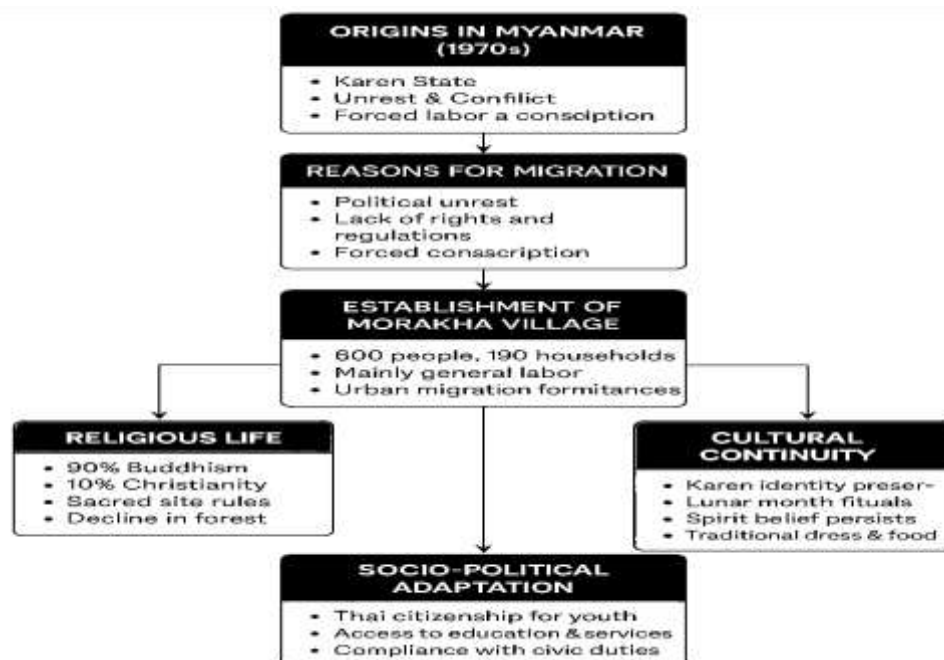 ORIGINS IN MYANMAR
(1970s)
• Karen State
• Unrest & Confilict
• Forced labor a consciption
REASONS FOR MIGRATION
• Political unrest
• Lack of rights and
regulations
• Forced consscription
ESTABLISHMENT OF
MORAKHA VILLAGE
• 600 people, 190 households
• Mainly general labor
• Urban migration formitances
RELIGIOUS LIFE
• 90% Buddhism
• 10% Christianity
• Sacred site rules
• Decline in forest
CULTURAL
CONTINUITY
• Karen identity preser-
• Lunar month fituals
• Spirit belief persists
• Traditional dress & food
SOCIO-POLITICAL
ADAPTATION
• Thai citizenship for youth
• Access to education & services
• Compliance with civic duties